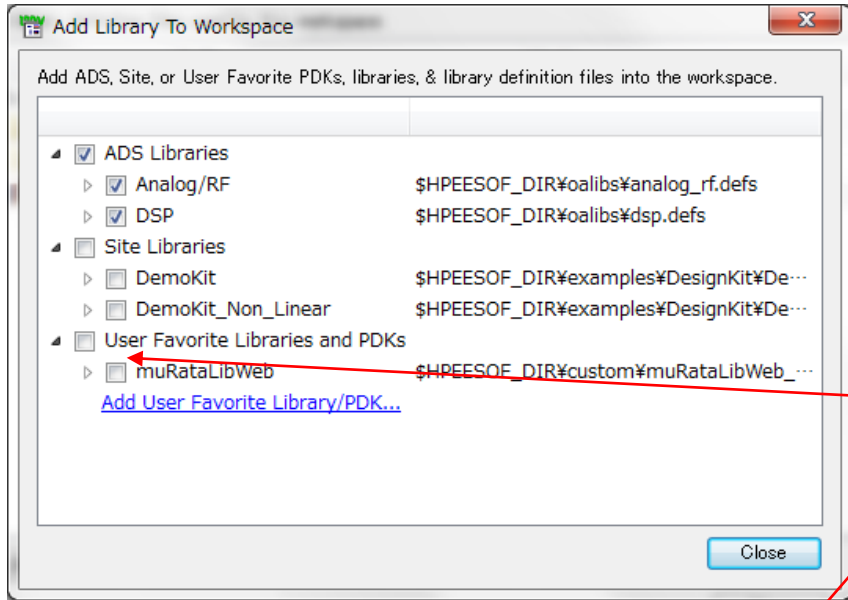 Add Library To Workspace
Add ADS, Site, or User Favorite PDKs, libraries, & library definition files into the workspace.
ADS Libraries
Analog/RF $HPEESOF_DIR¥oalibs¥analog_rf.defs
DSP $HPEESOF_DIR¥oalibs¥dsp.defs
Site Libraries
DemoKit $HPEESOF_DIR¥examples¥DesignKit¥De…
DemoKit_Non_Linear $HPEESOF_DIR¥examples¥DesignKit¥De…
User Favorite Libraries and PDKs
muRataLibWeb $HPEESOF_DIR¥custom¥muRataLibWeb_…
Add User Favorite Library/PDK...
Close